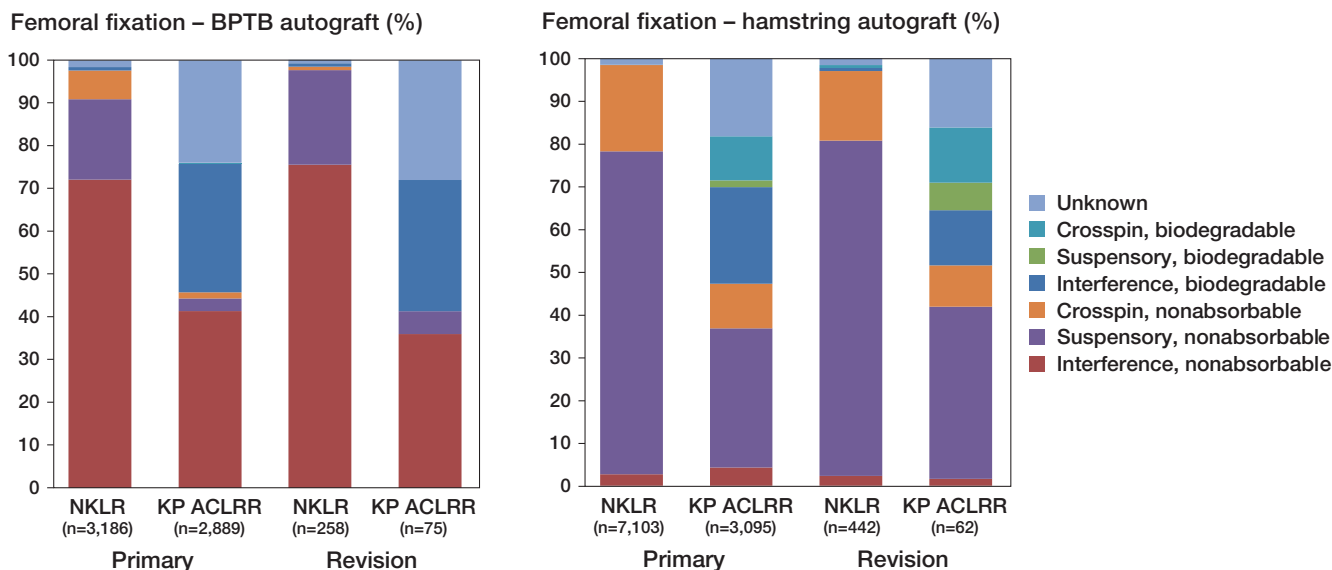 Femoral fixation – BPTB autograft (%)
100
90
80
70
60
50
40
30
20
10
0
NKLR KP ACLRR NKLR KP ACLRR
(n=3,186) (n=2,889) (n=258) (n=75)
Primary Revision
Femoral fixation – hamstring autograft (%)
100
90
80
70
60
50
40
30
20
10
0
NKLR KP ACLRR NKLR KP ACLRR
(n=7,103) (n=3,095) (n=442) (n=62)
Primary Revision
Unknown
Crosspin, biodegradable
Suspensory, biodegradable
Interference, biodegradable
Crosspin, nonabsorbable
Suspensory, nonabsorbable
Interference, nonabsorbable